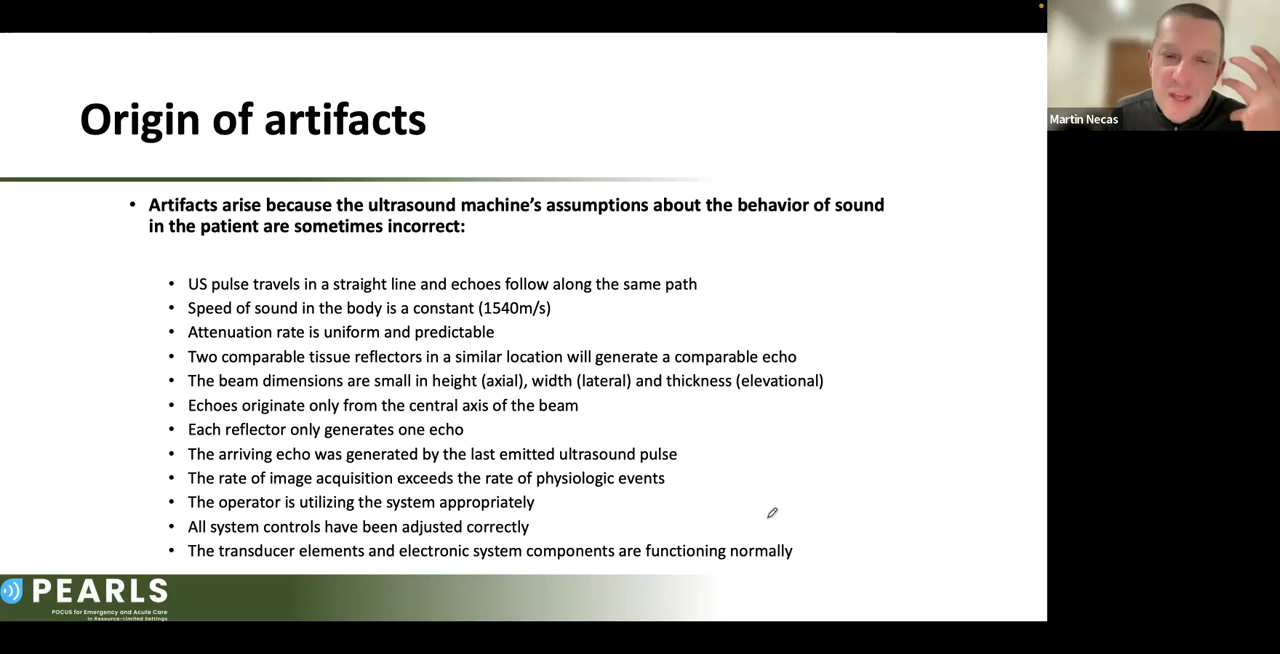 Origin of artifacts
• Artifacts arise because the ultrasound machine’s assumptions about the behavior of sound
in the patient are sometimes incorrect:
• US pulse travels in a straight line and echoes follow along the same path
• Speed of sound in the body is a constant (1540m/s)
• Attenuation rate is uniform and predictable
• Two comparable tissue reflectors in a similar location will generate a comparable echo
• The beam dimensions are small in height (axial), width (lateral) and thickness (elevational)
• Echoes originate only from the central axis of the beam
• Each reflector only generates one echo
• The arriving echo was generated by the last emitted ultrasound pulse
• The rate of image acquisition exceeds the rate of physiologic events
• The operator is utilizing the system appropriately
• All system controls have been adjusted correctly
• The transducer elements and electronic system components are functioning normally
PEARLS
POCUS for Emergency and Acute Care
in Resource-Limited Settings
Martin Necas